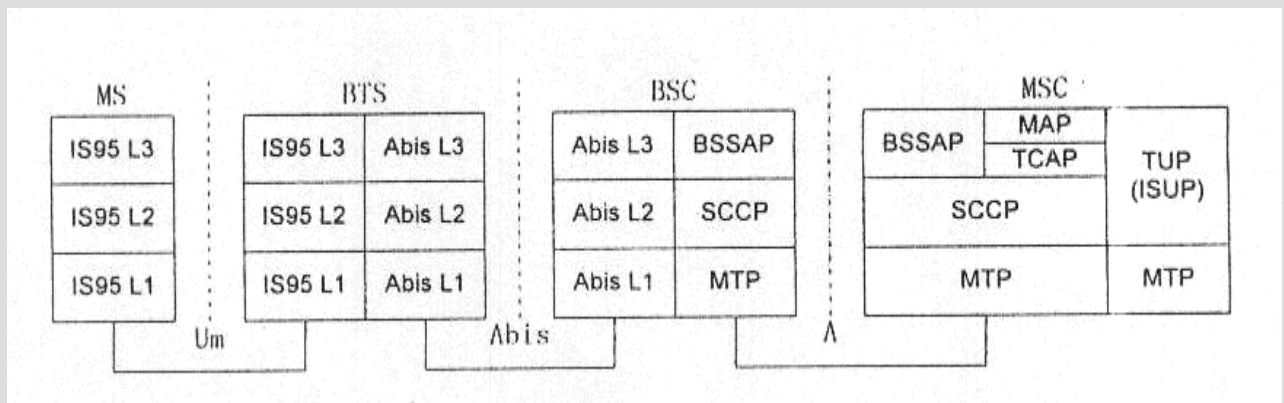 MS BTS BSC MSC
IS95 L3 IS95 L3 Abis L3 Abis L3 BSSAP BSSAP MAP
TCAP
TUP
(ISUP)
IS95 L2 IS95 L2 Abis L2 Abis L2 SCCP SCCP
IS95 L1 IS95 L1 Abis L1 Abis L1 MTP MTP MTP
Um Abis A